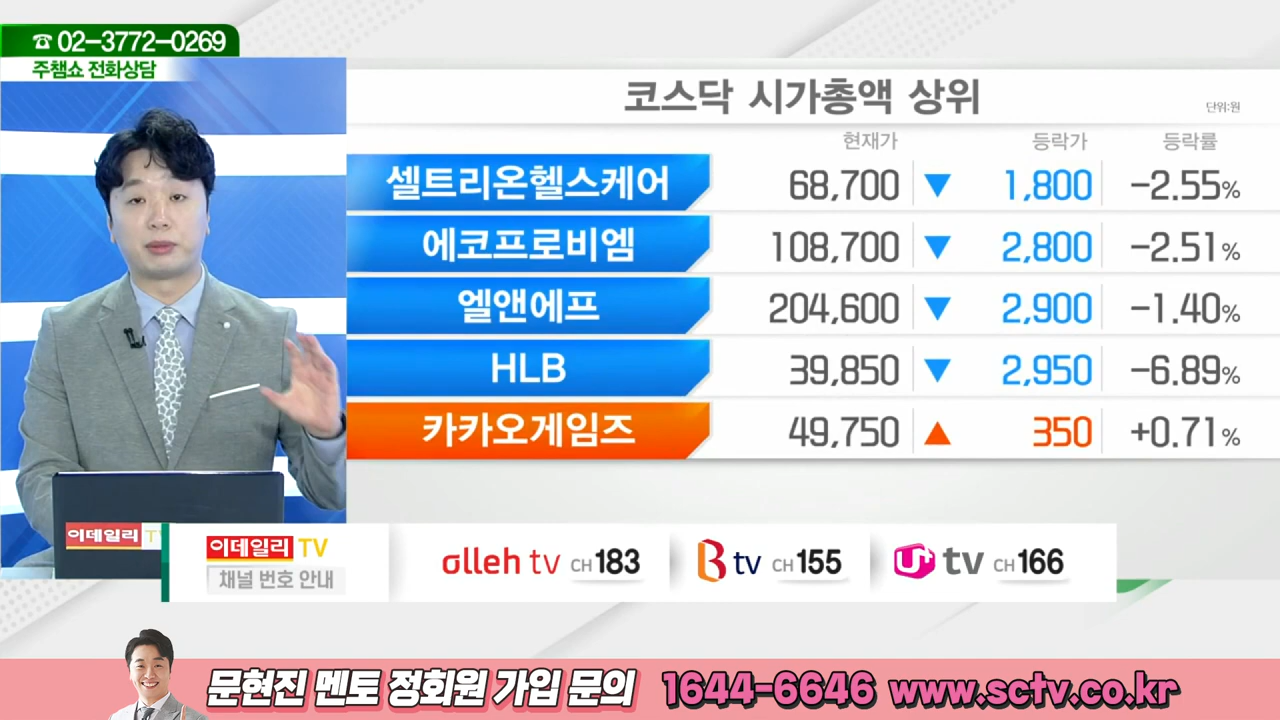 ☎ 02-3772-0269
주챔쇼 전화상담
코스닥 시가총액 상위
단위:원
현재가 등락가 등락률
셀트리온헬스케어 68,700 ▼ 1,800 -2.55%
에코프로비엠 108,700 ▼ 2,800 -2.51%
엘앤에프 204,600 ▼ 2,900 -1.40%
HLB 39,850 ▼ 2,950 -6.89%
카카오게임즈 49,750 ▲ 350 +0.71%
이데일리 TV
이데일리 TV
채널 번호 안내
olleh tv CH 183
B tv CH 155
U+ tv CH 166
문현진 멘토 정회원 가입 문의 1644-6646 www.sctv.co.kr